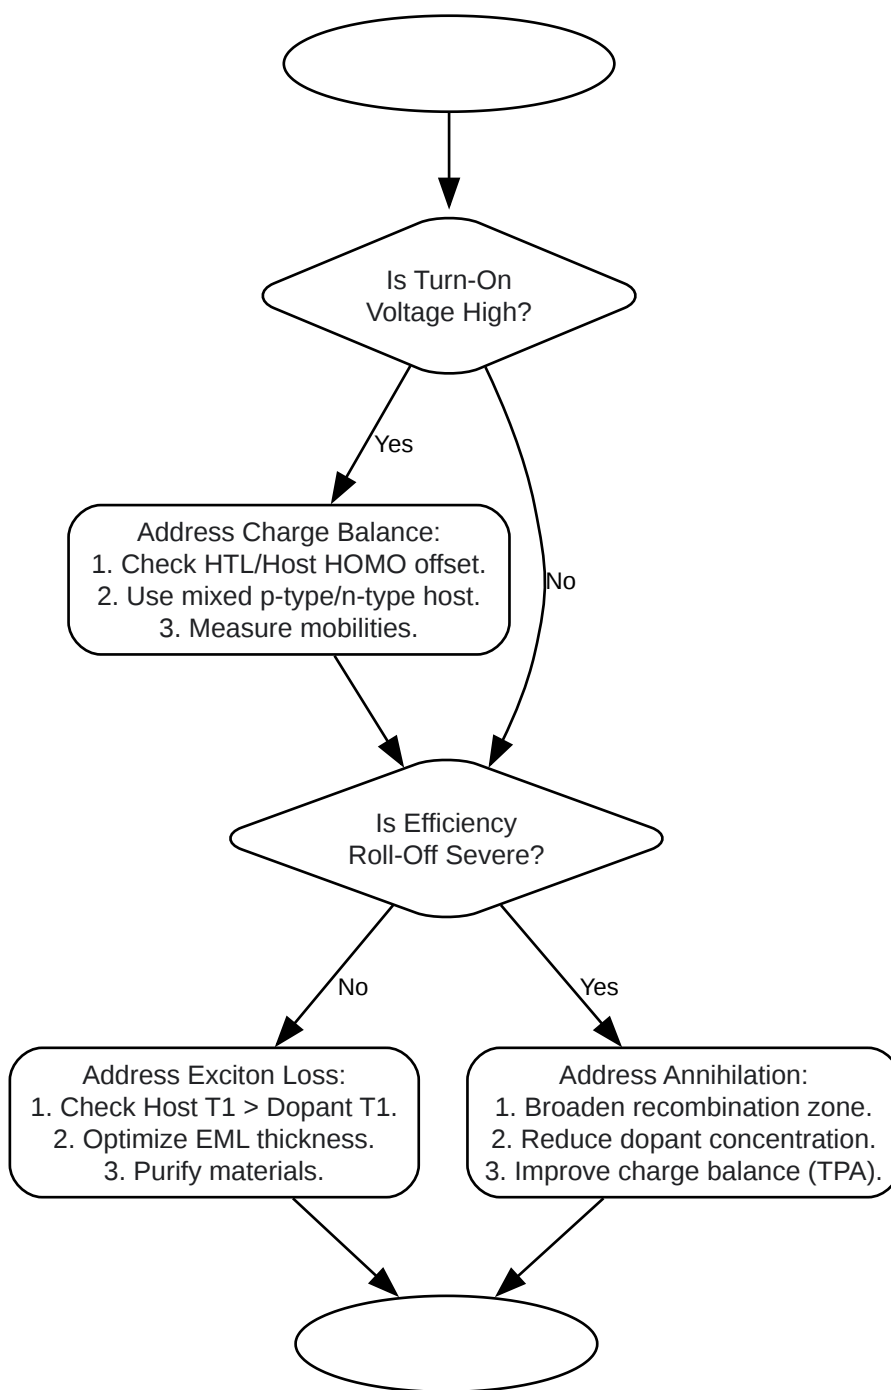 Is Turn-On
Voltage High?
Yes
Address Charge Balance:
1. Check HTL/Host HOMO offset.
2. Use mixed p-type/n-type host.
3. Measure mobilities.
No
Is Efficiency
Roll-Off Severe?
No
Yes
Address Exciton Loss:
1. Check Host T1 > Dopant T1.
2. Optimize EML thickness.
3. Purify materials.
Address Annihilation:
1. Broaden recombination zone.
2. Reduce dopant concentration.
3. Improve charge balance (TPA).